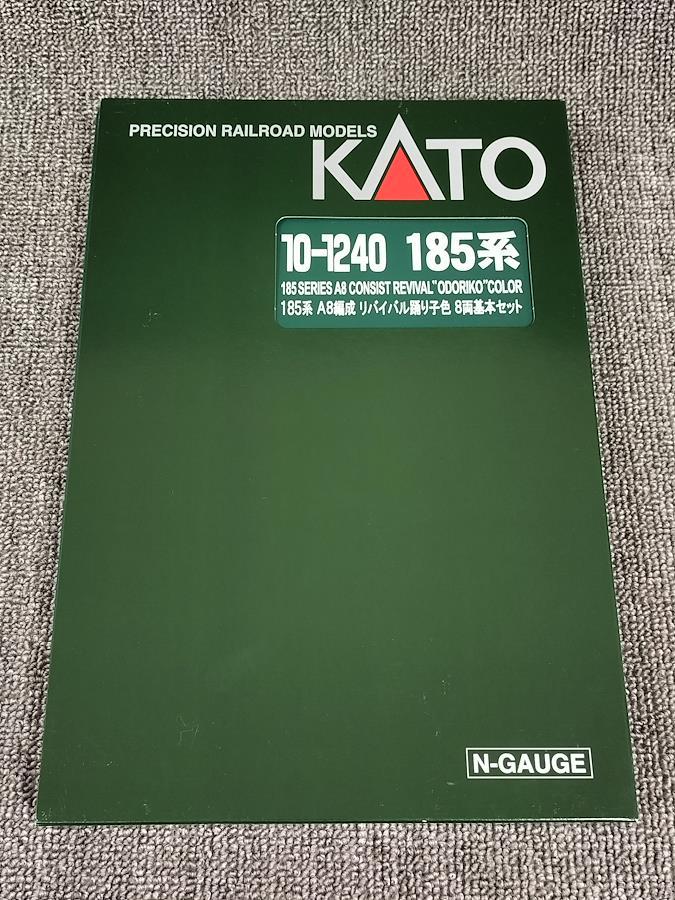 PRECISION RAILROAD MODELS
KATO
10-1240 185系
185 SERIES A8 CONSIST REVIVAL"ODORIKO"COLOR
185系 A8編成 リバイバル踊り子色 8両基本セット
N-GAUGE